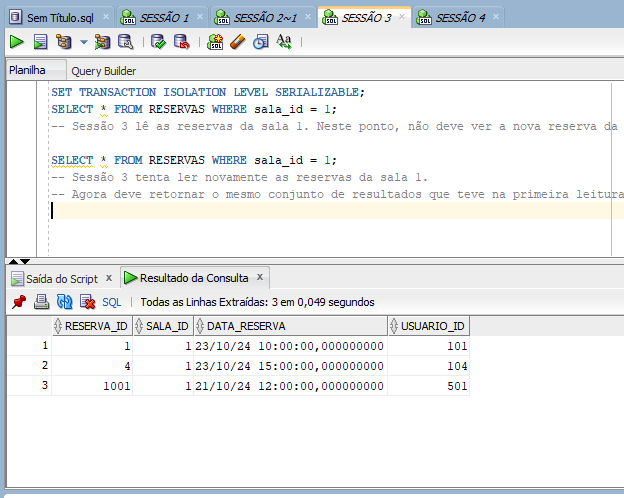 Sem Título.sql SESSÃO 1 SESSÃO 2~1 SESSÃO 3 SESSÃO 4
Planilha Query Builder
SET TRANSACTION ISOLATION LEVEL SERIALIZABLE;
SELECT * FROM RESERVAS WHERE sala_id = 1;
-- Sessão 3 lê as reservas da sala 1. Neste ponto, não deve ver a nova reserva da
SELECT * FROM RESERVAS WHERE sala_id = 1;
-- Sessão 3 tenta ler novamente as reservas da sala 1.
-- Agora deve retornar o mesmo conjunto de resultados que teve na primeira leitura
Saída do Script Resultado da Consulta
SQL Todas as Linhas Extraídas: 3 em 0,049 segundos
RESERVA_ID SALA_ID DATA_RESERVA USUARIO_ID
1 1 1 23/10/24 10:00:00,000000000 101
2 4 1 23/10/24 15:00:00,000000000 104
3 1001 1 21/10/24 12:00:00,000000000 501